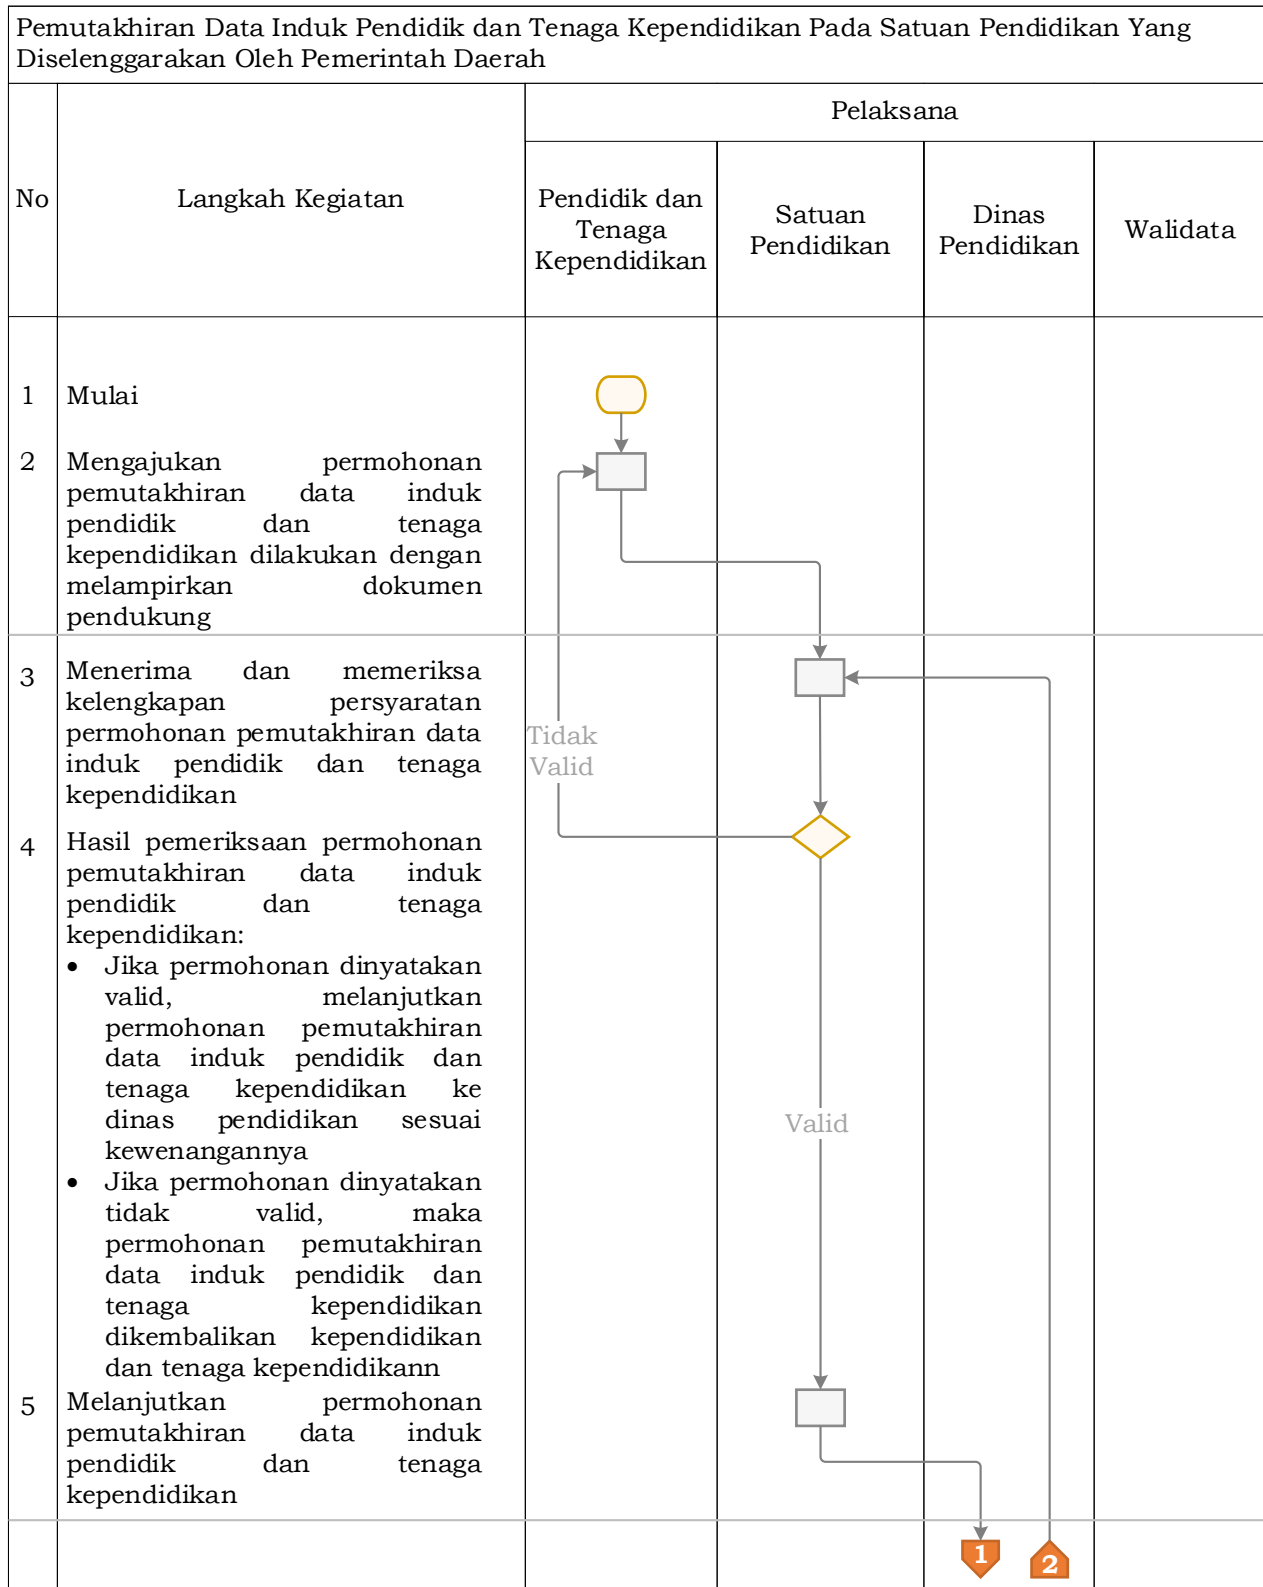 Pemutakhiran Data Induk Pendidik dan Tenaga Kependidikan Pada Satuan Pendidikan Yang
Diselenggarakan Oleh Pemerintah Daerah
No
Langkah Kegiatan
Pelaksana
Pendidik dan
Tenaga
Kependidikan
Satuan
Pendidikan
Dinas
Pendidikan
Walidata
1 Mulai
2 Mengajukan permohonan
pemutakhiran data induk
pendidik dan tenaga
kependidikan dilakukan dengan
melampirkan dokumen
pendukung
3 Menerima dan memeriksa
kelengkapan persyaratan
permohonan pemutakhiran data
induk pendidik dan tenaga
kependidikan
Tidak
Valid
4 Hasil pemeriksaan permohonan
pemutakhiran data induk
pendidik dan tenaga
kependidikan:
• Jika permohonan dinyatakan
valid, melanjutkan
permohonan pemutakhiran
data induk pendidik dan
tenaga kependidikan ke
dinas pendidikan sesuai
kewenangannya
Valid
• Jika permohonan dinyatakan
tidak valid, maka
permohonan pemutakhiran
data induk pendidik dan
tenaga kependidikan
dikembalikan kependidikan
dan tenaga kependidikann
5 Melanjutkan permohonan
pemutakhiran data induk
pendidik dan tenaga
kependidikan
1
2